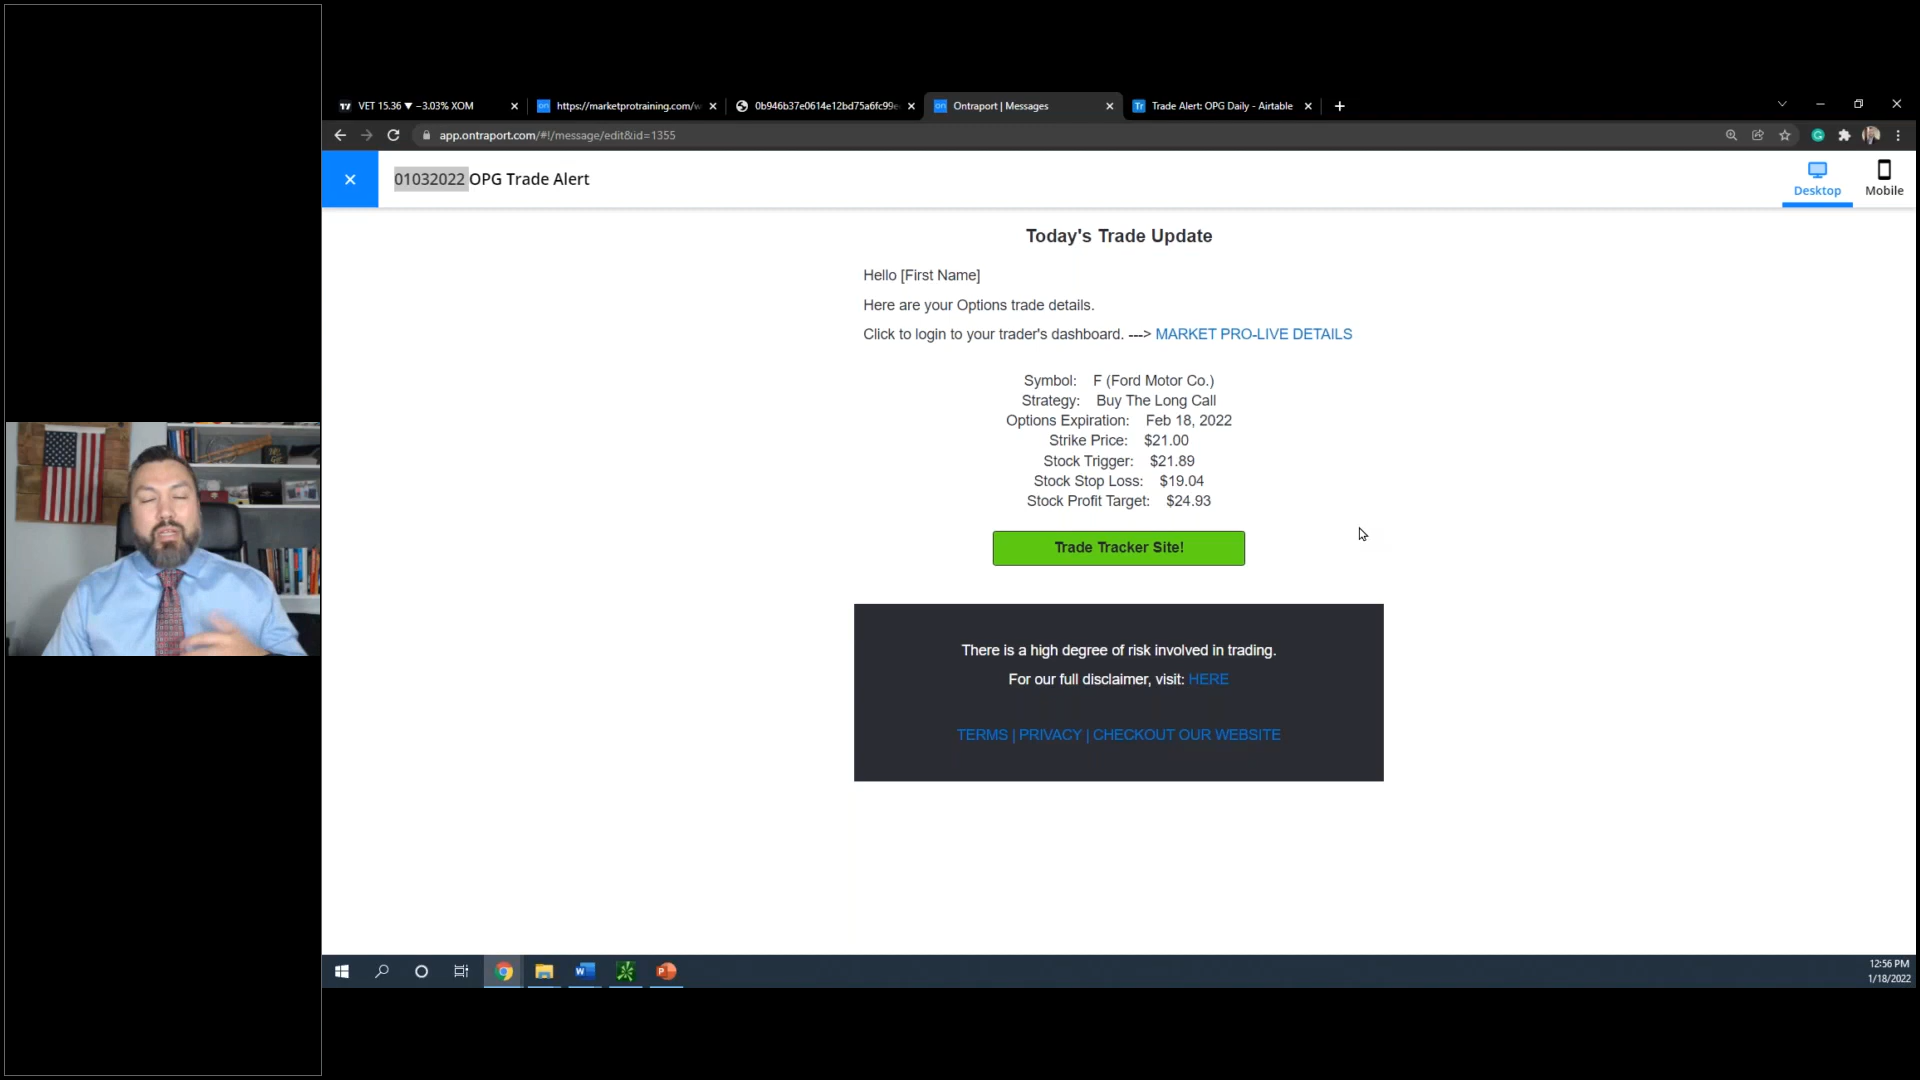 VET 15.36 ▼ −3.03% XOM
https://marketprotraining.com/w
0b946b37e0614e12bd75a6fc99e
Ontraport | Messages
Trade Alert: OPG Daily - Airtable
app.ontraport.com/#!/message/edit&id=1355
01032022 OPG Trade Alert
Desktop
Mobile
Today's Trade Update
Hello [First Name]
Here are your Options trade details.
Click to login to your trader's dashboard. ---> MARKET PRO-LIVE DETAILS
Symbol: F (Ford Motor Co.)
Strategy: Buy The Long Call
Options Expiration: Feb 18, 2022
Strike Price: $21.00
Stock Trigger: $21.89
Stock Stop Loss: $19.04
Stock Profit Target: $24.93
Trade Tracker Site!
There is a high degree of risk involved in trading.
For our full disclaimer, visit: HERE
TERMS | PRIVACY | CHECKOUT OUR WEBSITE
12:56 PM
1/18/2022